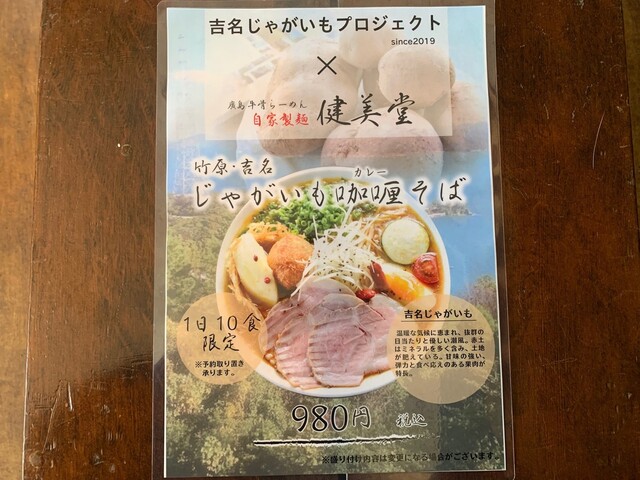 吉名じゃがいもプロジェクト
since2019
×
広島牛骨らーめん
自家製麺 健美堂
竹原・吉名
カレー
じゃがいも咖喱そば
1日10食
限定
※予約取り置き
承ります。
吉名じゃがいも
温暖な気候に恵まれ、抜群の
日当たりと優しい潮風。赤土
はミネラルを多く含み、土地
が肥えている。甘味の強い、
弾力と食べ応えのある果肉が
特長。
980円 税込
※盛り付け内容は変更になる場合がございます。